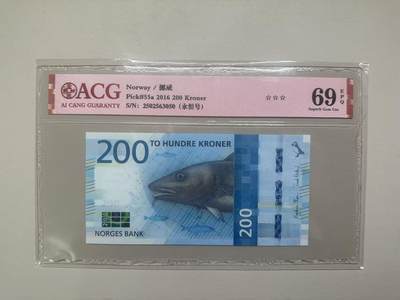 ACG
AI CANG GUARANTY
Norway / 挪威
Pick#55a 2016 200 Kroner
S/N: 2502563050 (永恒号)
☆☆☆
69 EPQ
Superb Gem Unc
200 TO HUNDRE KRONER
NORGES BANK
200